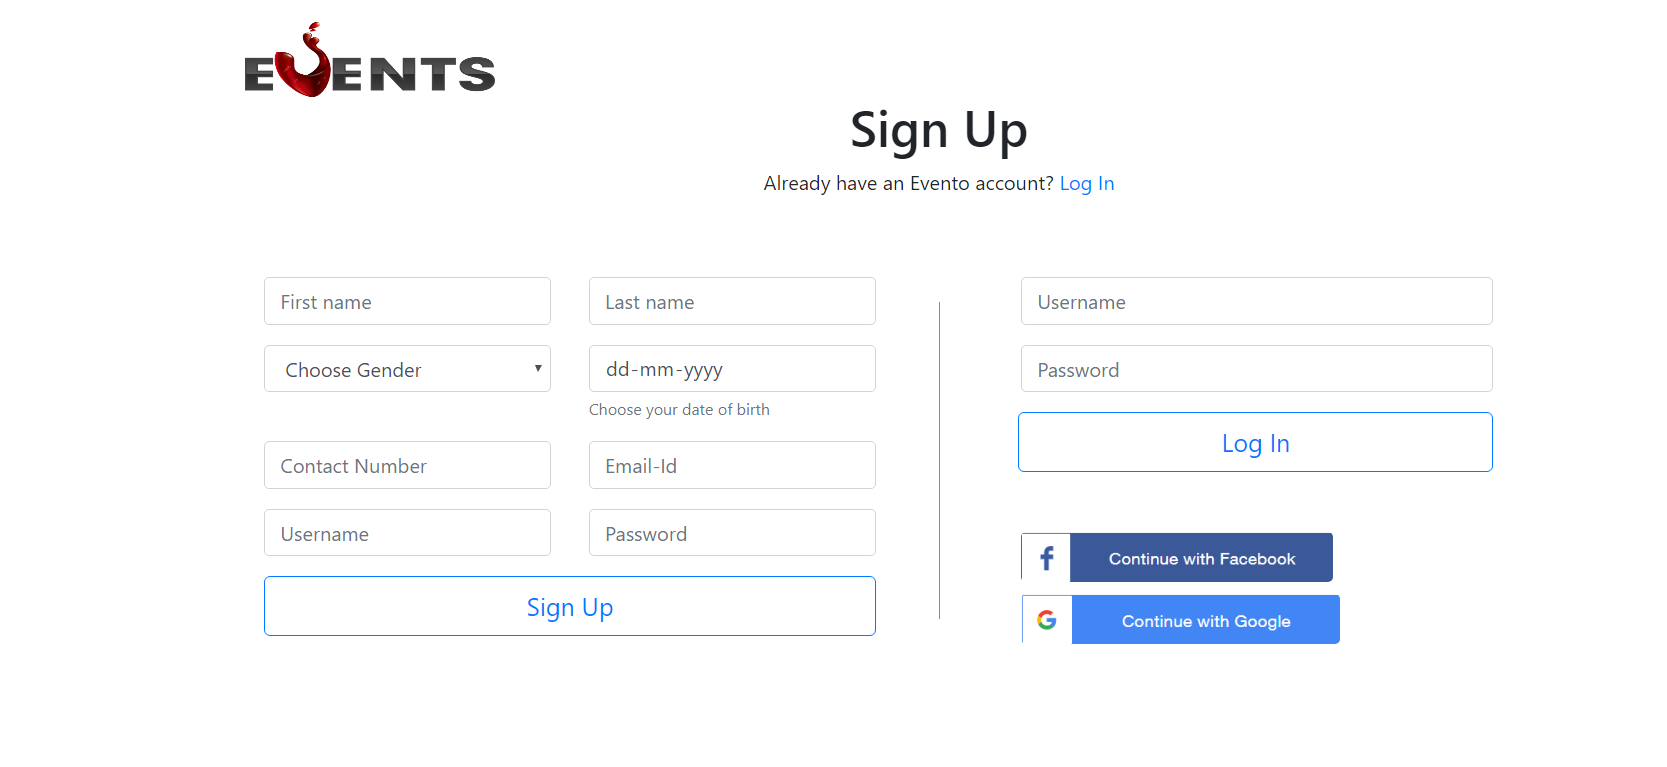 EVENTS
Sign Up
Already have an Evento account? Log In
First name
Last name
Choose Gender
dd-mm-yyyy
Choose your date of birth
Contact Number
Email-Id
Username
Password
Sign Up
Username
Password
Log In
Continue with Facebook
Continue with Google